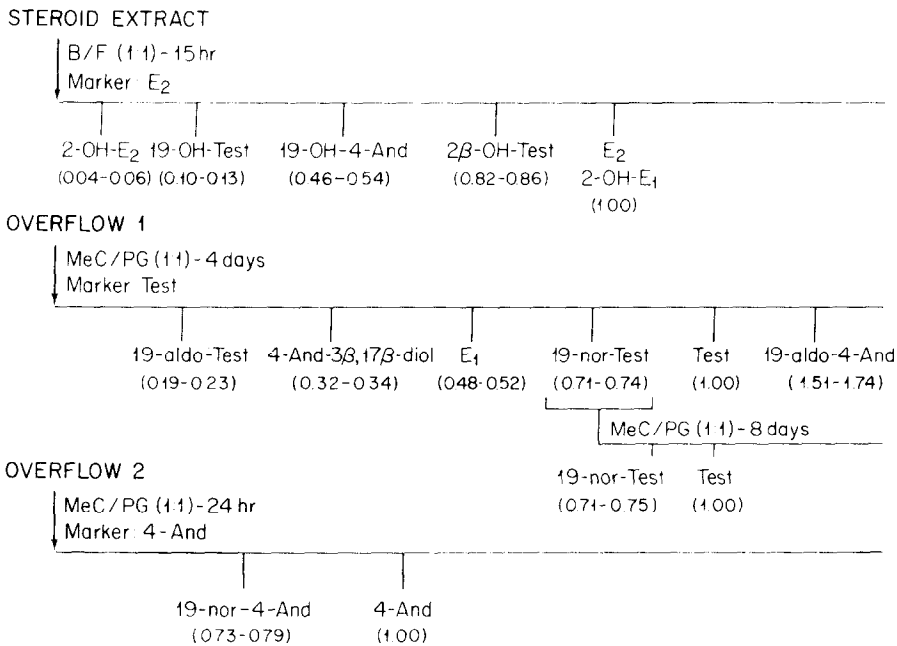 STEROID EXTRACT
B/F (1:1)-15hr
Marker: E2
2-OH-E2 19-OH-Test 19-OH-4-And 2β-OH-Test E2
2-OH-E1
(0.04-0.06) (0.10-0.13) (0.46-0.54) (0.82-0.86) (1.00)
OVERFLOW 1
MeC/PG (1:1)-4 days
Marker Test
19-aldo-Test 4-And-3β,17β-diol E1 19-nor-Test Test 19-aldo-4-And
(0.19-0.23) (0.32-0.34) (0.48-0.52) (0.71-0.74) (1.00) (1.51-1.74)
MeC/PG (1:1)-8 days
19-nor-Test Test
(0.71-0.75) (1.00)
OVERFLOW 2
MeC/PG (1:1)-24 hr
Marker: 4-And
19-nor-4-And 4-And
(0.73-0.79) (1.00)